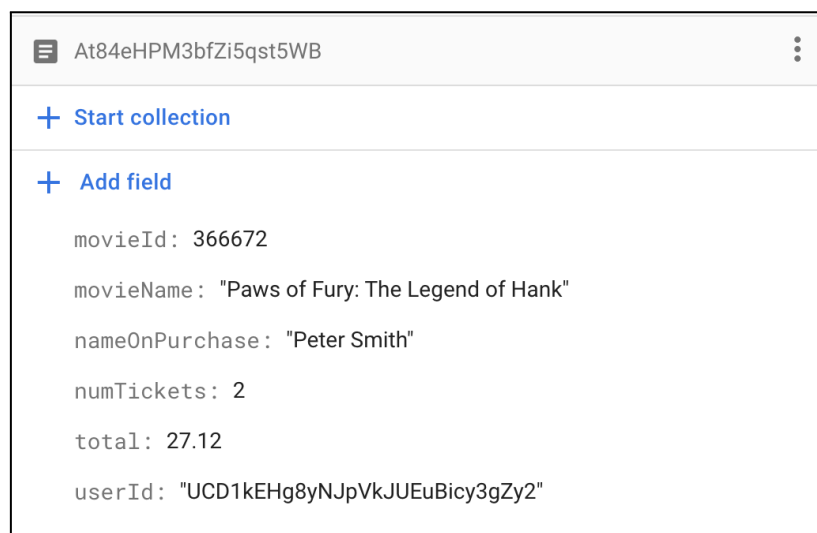 At84eHPM3bfZi5qst5WB
Start collection
Add field
movieId: 366672
movieName: "Paws of Fury: The Legend of Hank"
nameOnPurchase: "Peter Smith"
numTickets: 2
total: 27.12
userId: "UCD1kEHg8yNJpVkJUEuBicy3gZy2"